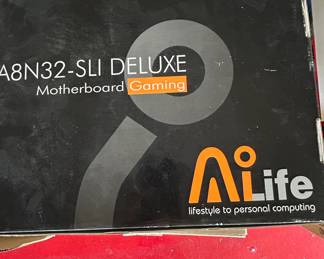 A8N32-SLI DELUXE
Motherboard Gaming
AiLife
lifestyle to personal computing